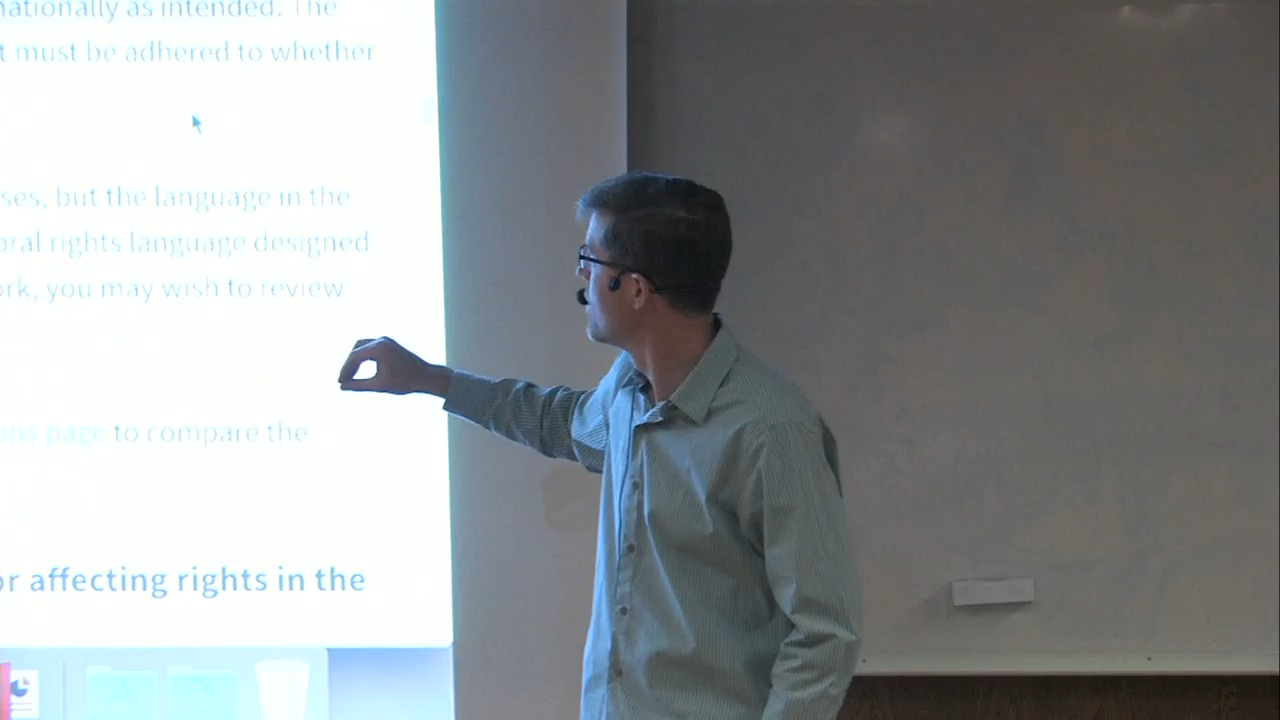 nationally as intended. The
t must be adhered to whether
ses, but the language in the
oral rights language designed
ork, you may wish to review
ons page to compare the
or affecting rights in the